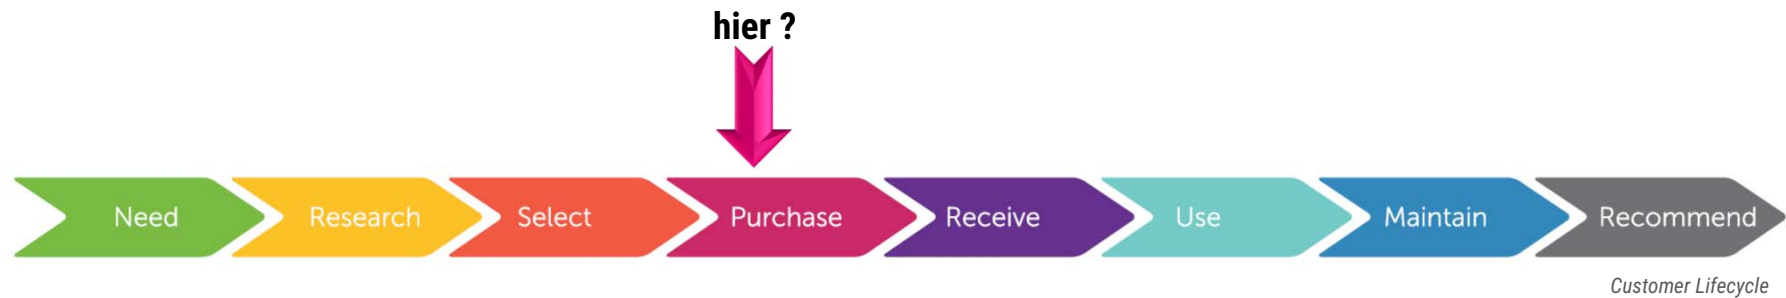 hier ?
Need
Research
Select
Purchase
Receive
Use
Maintain
Recommend
Customer Lifecycle